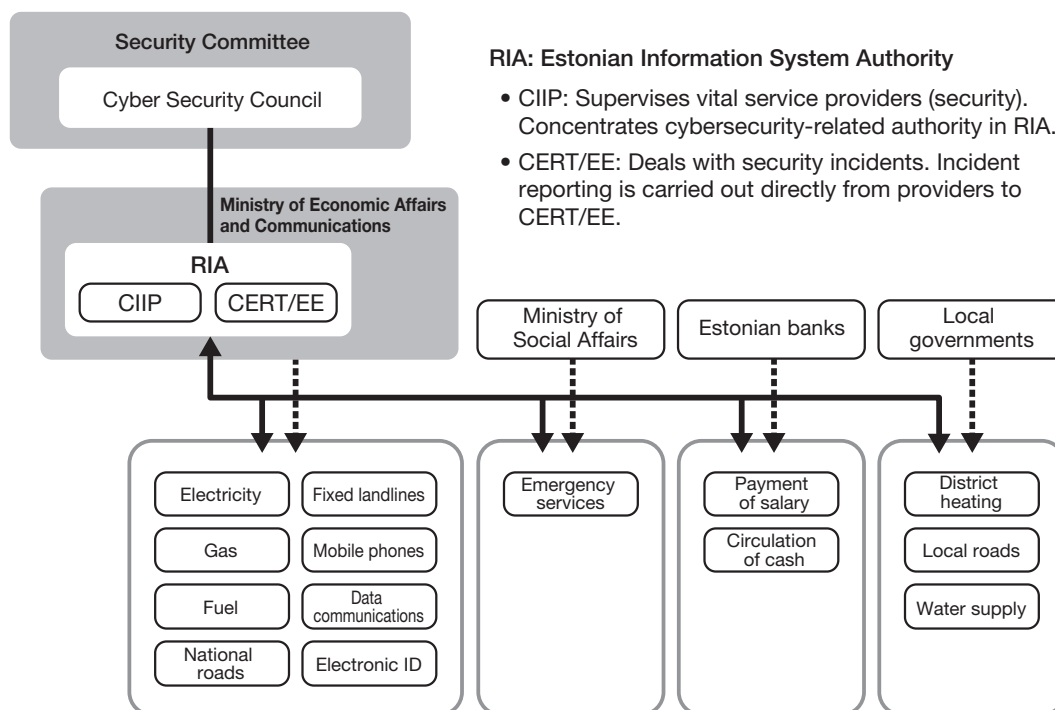 Security Committee
Cyber Security Council
RIA: Estonian Information System Authority
• CIIP: Supervises vital service providers (security).
Concentrates cybersecurity-related authority in RIA.
• CERT/EE: Deals with security incidents. Incident
reporting is carried out directly from providers to
CERT/EE.
Ministry of Economic Affairs
and Communications
RIA
CIIP
CERT/EE
Ministry of
Social Affairs
Estonian banks
Local
governments
Electricity
Fixed landlines
Gas
Mobile phones
Fuel
Data
communications
National
roads
Electronic ID
Emergency
services
Payment
of salary
Circulation
of cash
District
heating
Local roads
Water supply